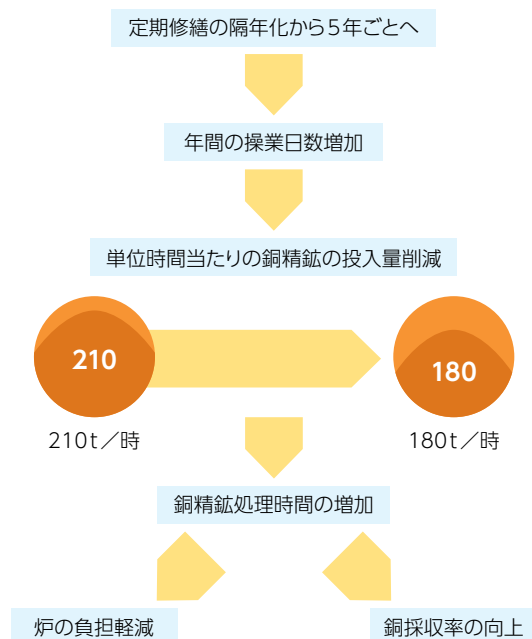 定期修繕の隔年化から5年ごとへ
年間の操業日数増加
単位時間当たりの銅精鉱の投入量削減
210
180
210t／時
180t／時
銅精鉱処理時間の増加
炉の負担軽減
銅採収率の向上